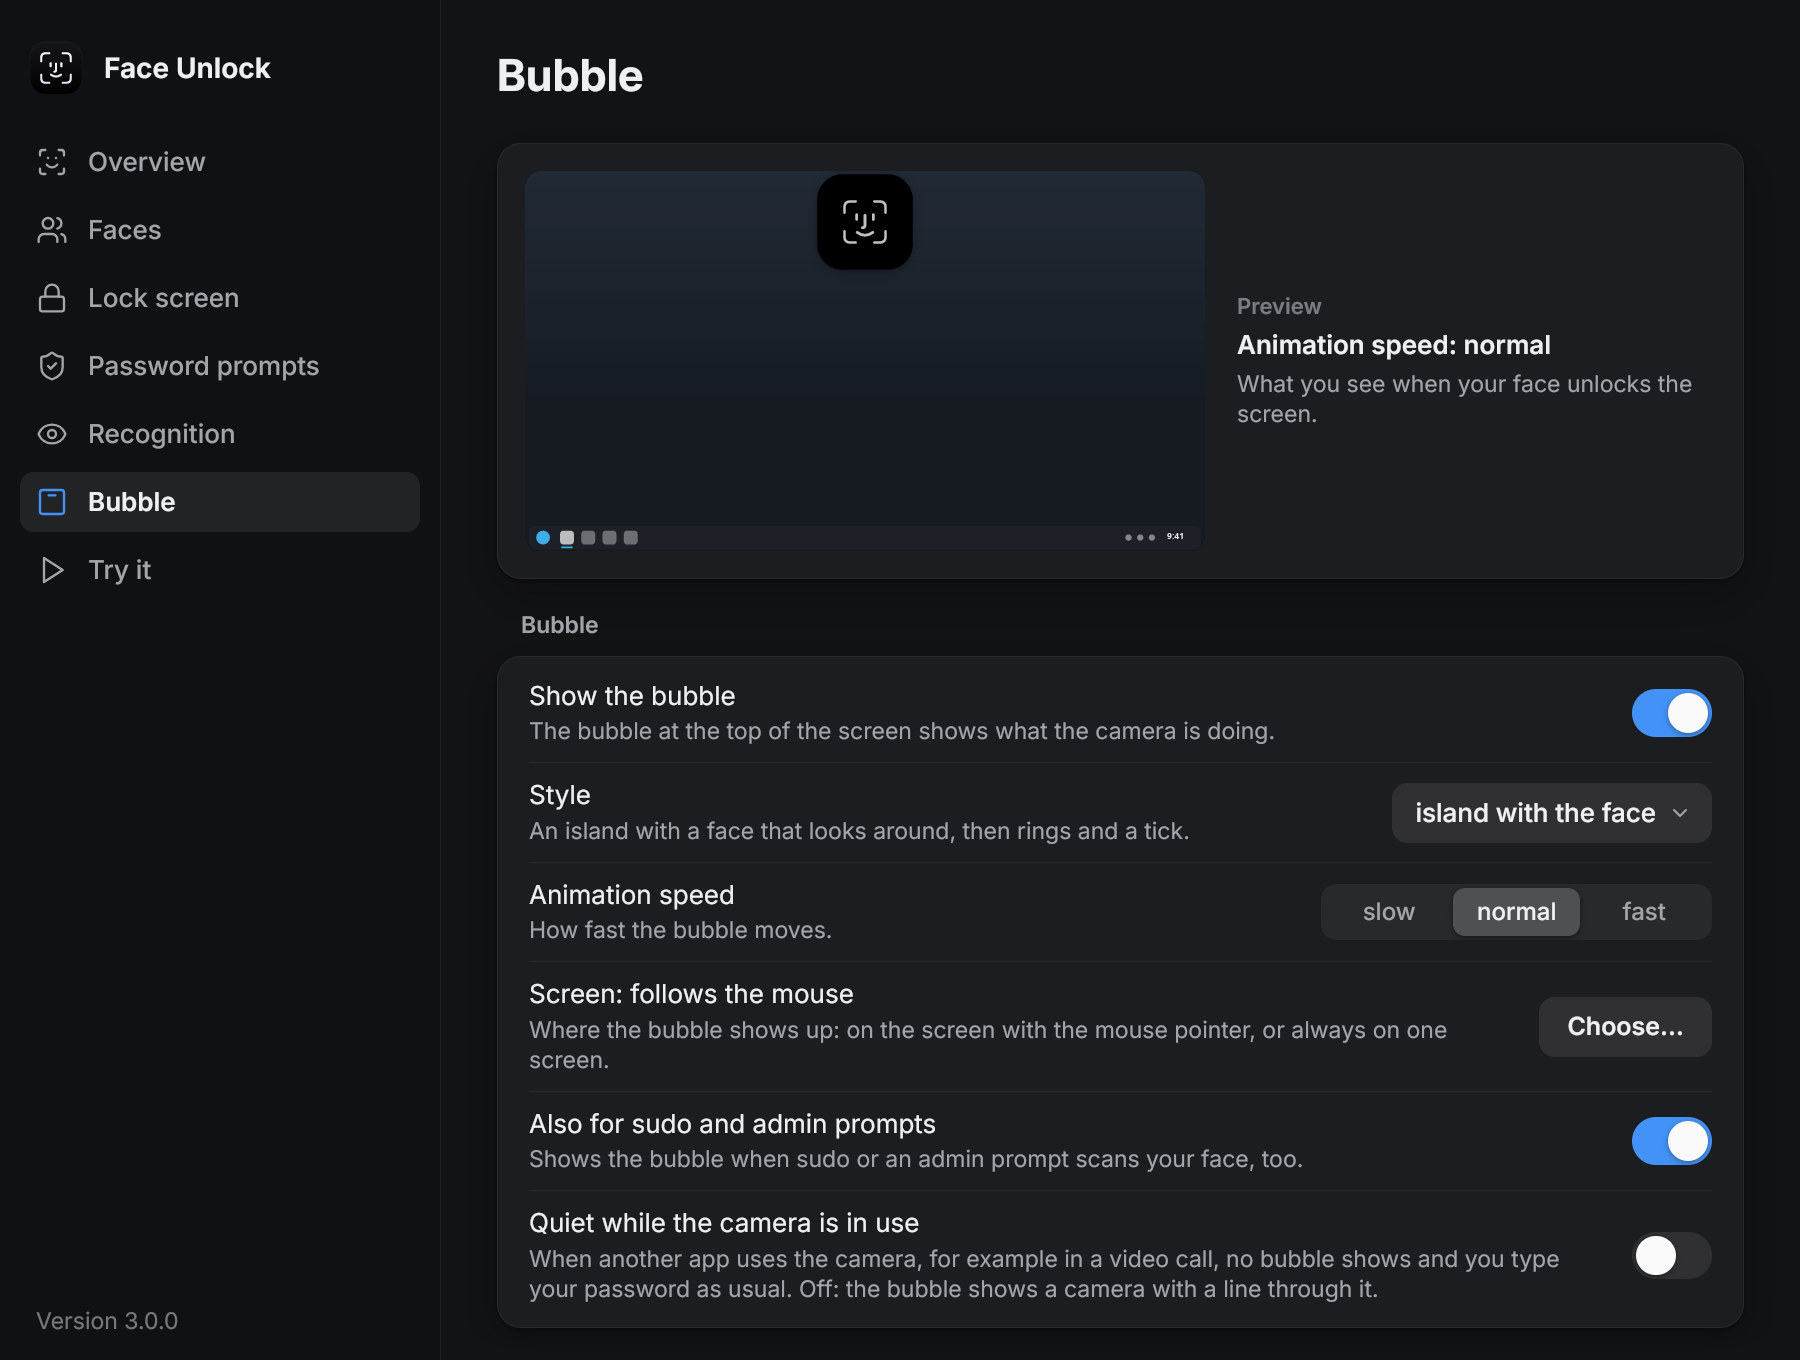 Face Unlock
Overview
Faces
Lock screen
Password prompts
Recognition
Bubble
Try it
Version 3.0.0
Bubble
9:41
Preview
Animation speed: normal
What you see when your face unlocks the
screen.
Bubble
Show the bubble
The bubble at the top of the screen shows what the camera is doing.
Style
An island with a face that looks around, then rings and a tick.
island with the face
Animation speed
How fast the bubble moves.
slow
normal
fast
Screen: follows the mouse
Where the bubble shows up: on the screen with the mouse pointer, or always on one
screen.
Choose...
Also for sudo and admin prompts
Shows the bubble when sudo or an admin prompt scans your face, too.
Quiet while the camera is in use
When another app uses the camera, for example in a video call, no bubble shows and you type
your password as usual. Off: the bubble shows a camera with a line through it.